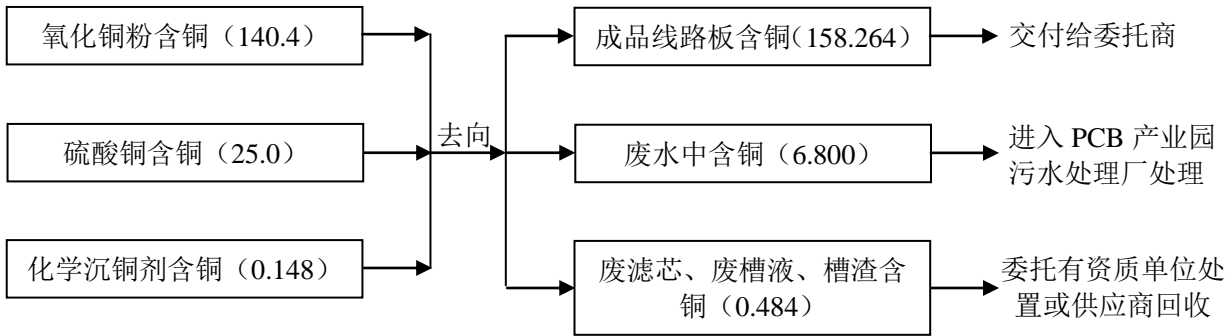 氧化铜粉含铜（140.4）
硫酸铜含铜（25.0）
化学沉铜剂含铜（0.148）
去向
成品线路板含铜(158.264）
交付给委托商
废水中含铜（6.800）
进入 PCB 产业园
污水处理厂处理
废滤芯、废槽液、槽渣含
铜（0.484）
委托有资质单位处
置或供应商回收